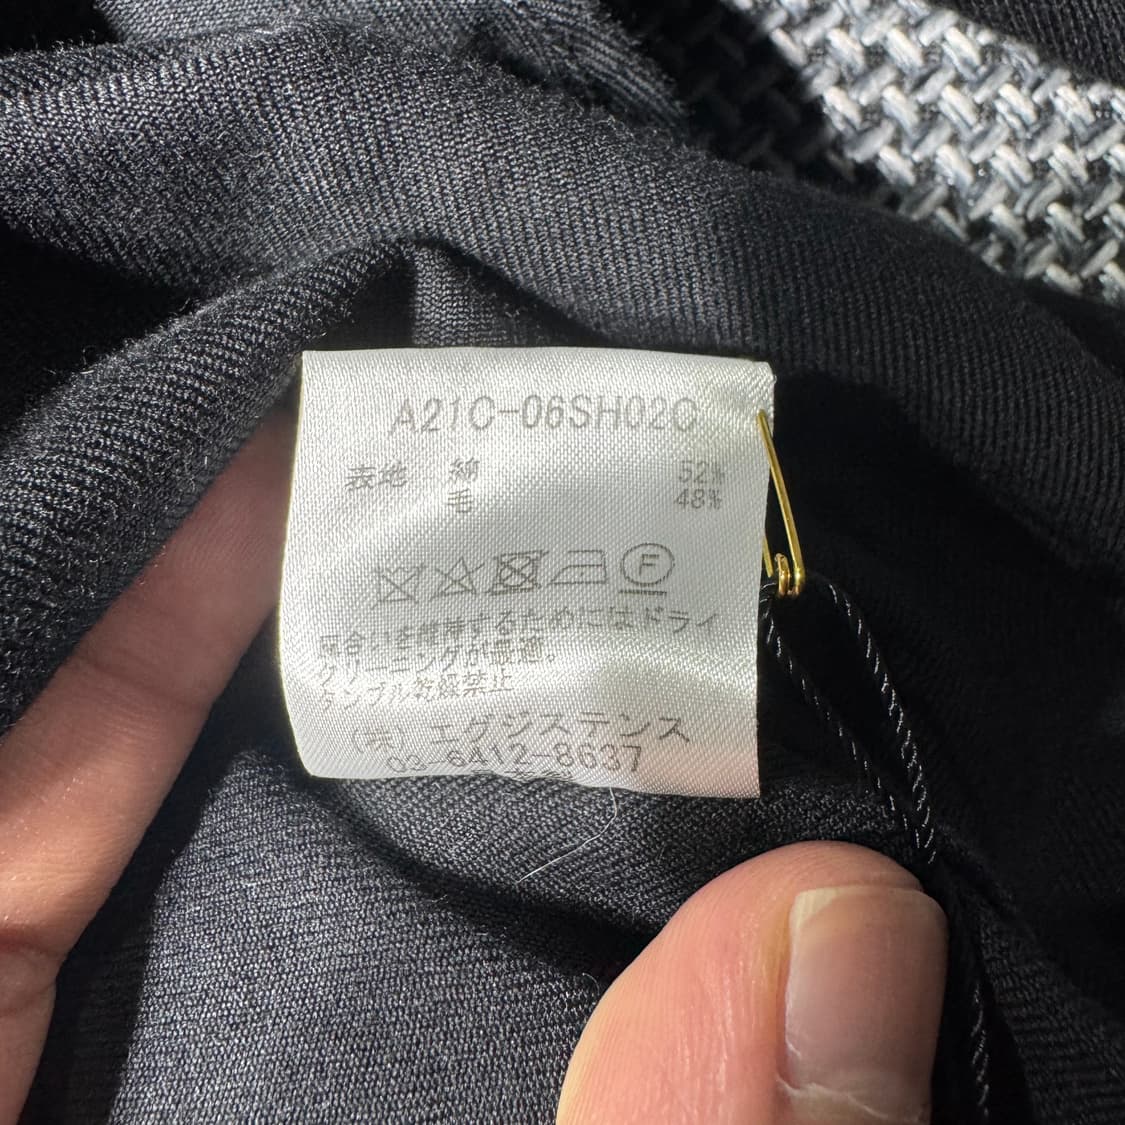 A21C-06SH02C
表地 綿 52%
毛 48%
F
風合いを維持するためにはドライ
クリーニングが最適。
タンブル乾燥禁止
(株) エグジステンス
03-6412-8637